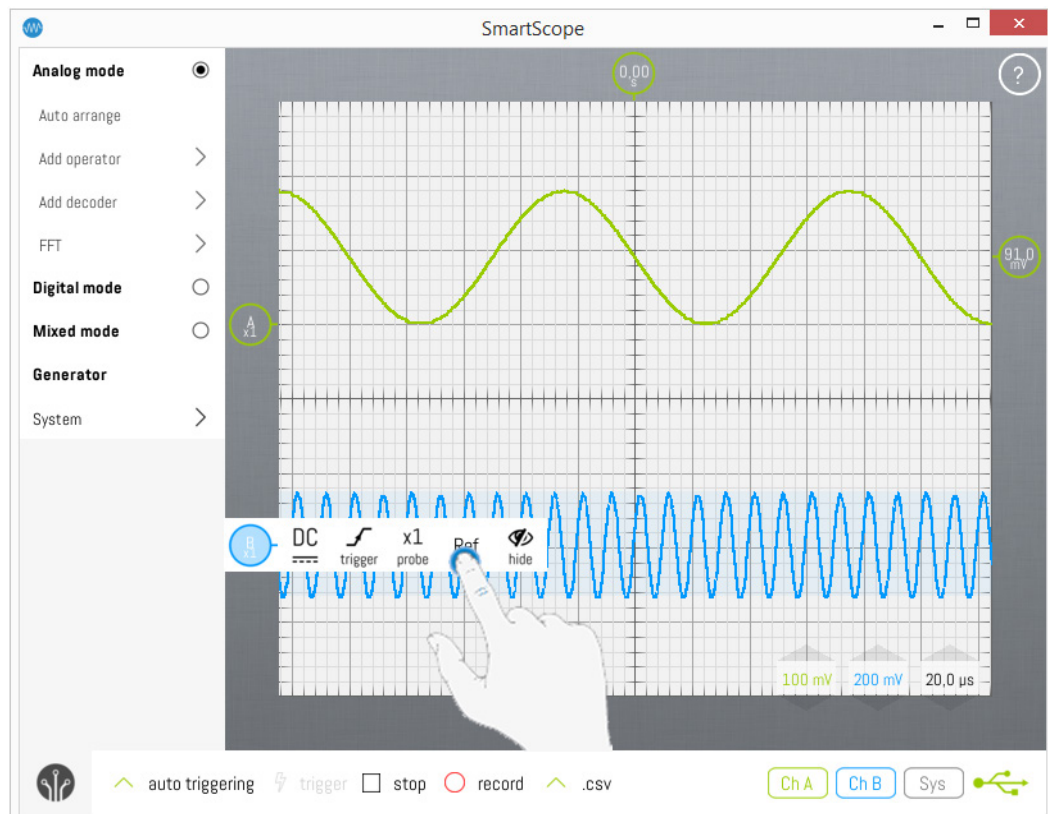 SmartScope
Analog mode
Auto arrange
Add operator
Add decoder
FFT
Digital mode
Mixed mode
Generator
System
0,00
s
?
91,0
mV
A
x1
B
x1
DC
trigger
x1
probe
Ref
hide
100 mV
200 mV
20,0 µs
auto triggering
trigger
stop
record
.csv
Ch A
Ch B
Sys